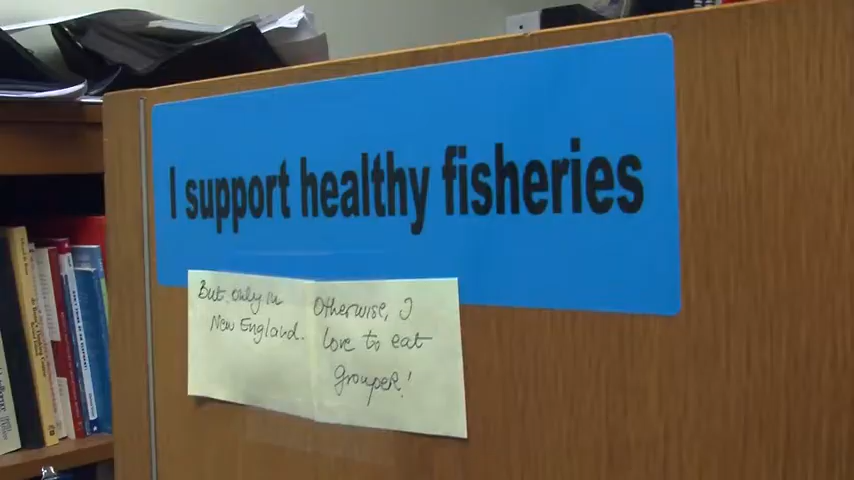 I support healthy fisheries
But only in
New England.
Otherwise, I
love to eat
grouper!